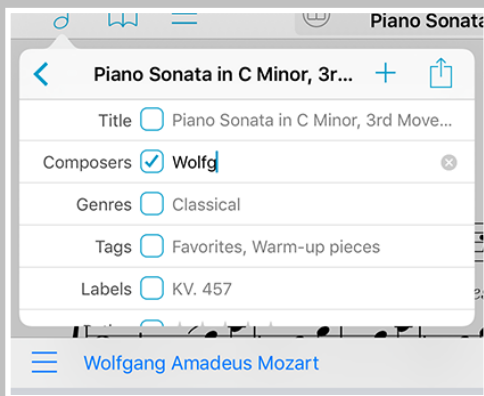 Piano Sonata
Piano Sonata in C Minor, 3r...
Title Piano Sonata in C Minor, 3rd Move...
Composers Wolfg
Genres Classical
Tags Favorites, Warm-up pieces
Labels KV. 457
Wolfgang Amadeus Mozart